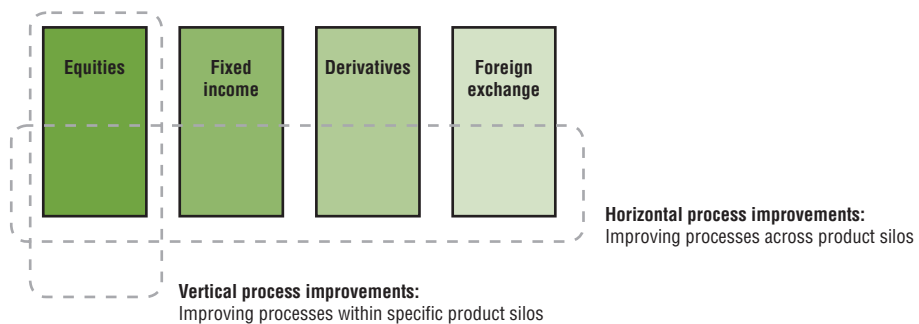 Equities
Fixed
income
Derivatives
Foreign
exchange
Horizontal process improvements:
Improving processes across product silos
Vertical process improvements:
Improving processes within specific product silos